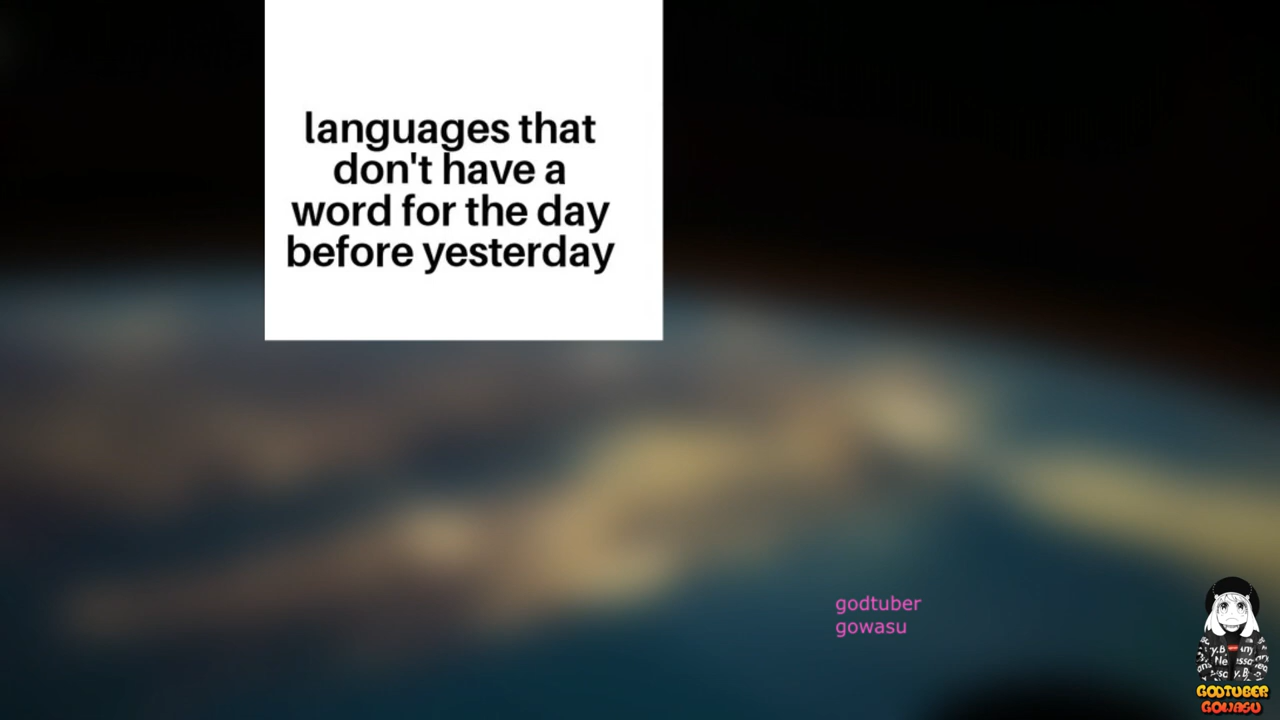 languages that
don't have a
word for the day
before yesterday
godtuber
gowasu
GODTUBER
GOWASU